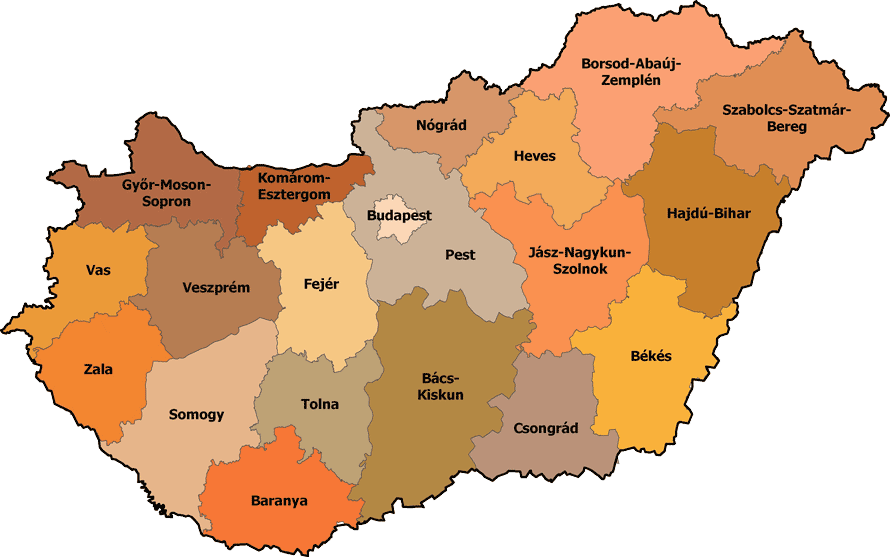 Borsod-Abaúj-
Zemplén
Szabolcs-Szatmár-
Bereg
Nógrád
Heves
Győr-Moson-
Sopron
Komárom-
Esztergom
Budapest
Hajdú-Bihar
Pest
Jász-Nagykun-
Szolnok
Vas
Veszprém
Fejér
Zala
Békés
Bács-
Kiskun
Somogy
Tolna
Csongrád
Baranya